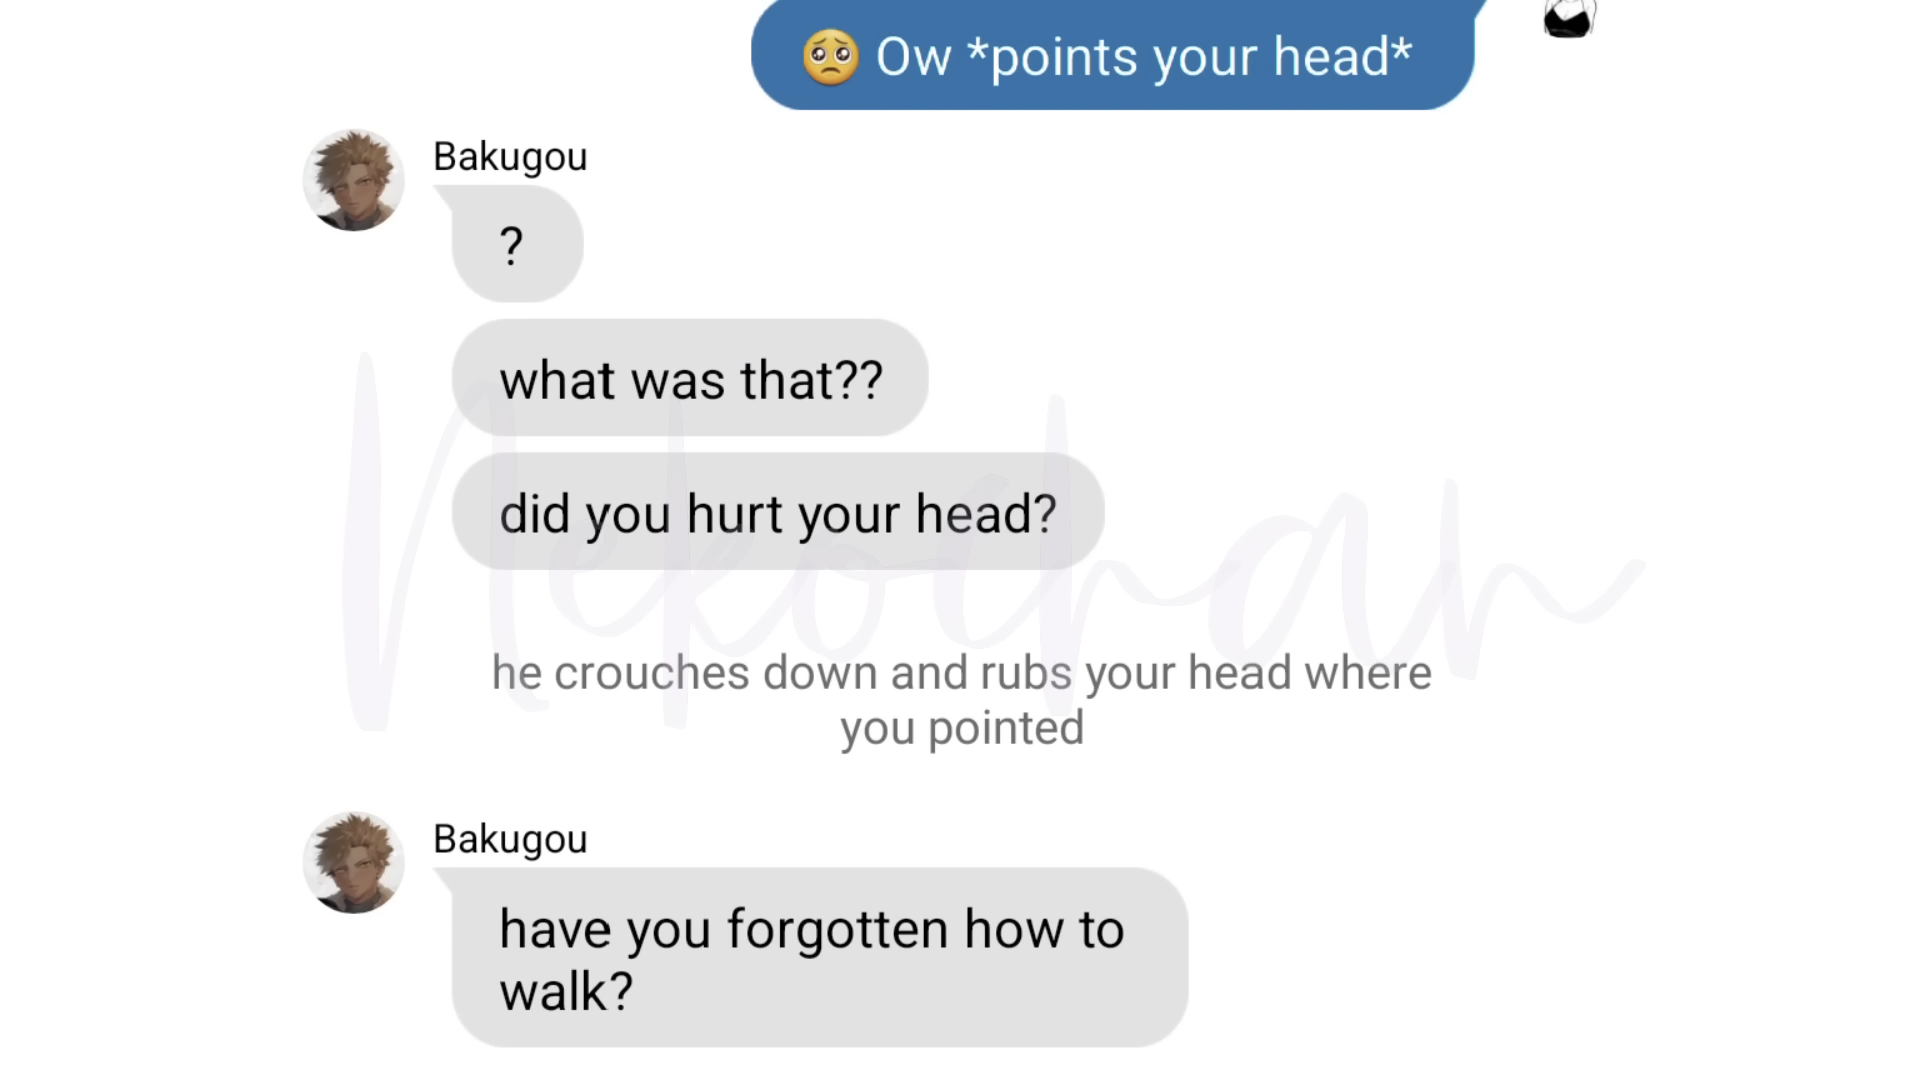 🥺 Ow *points your head*
Bakugou
?
what was that??
did you hurt your head?
he crouches down and rubs your head where
you pointed
Bakugou
have you forgotten how to
walk?
Nekochan